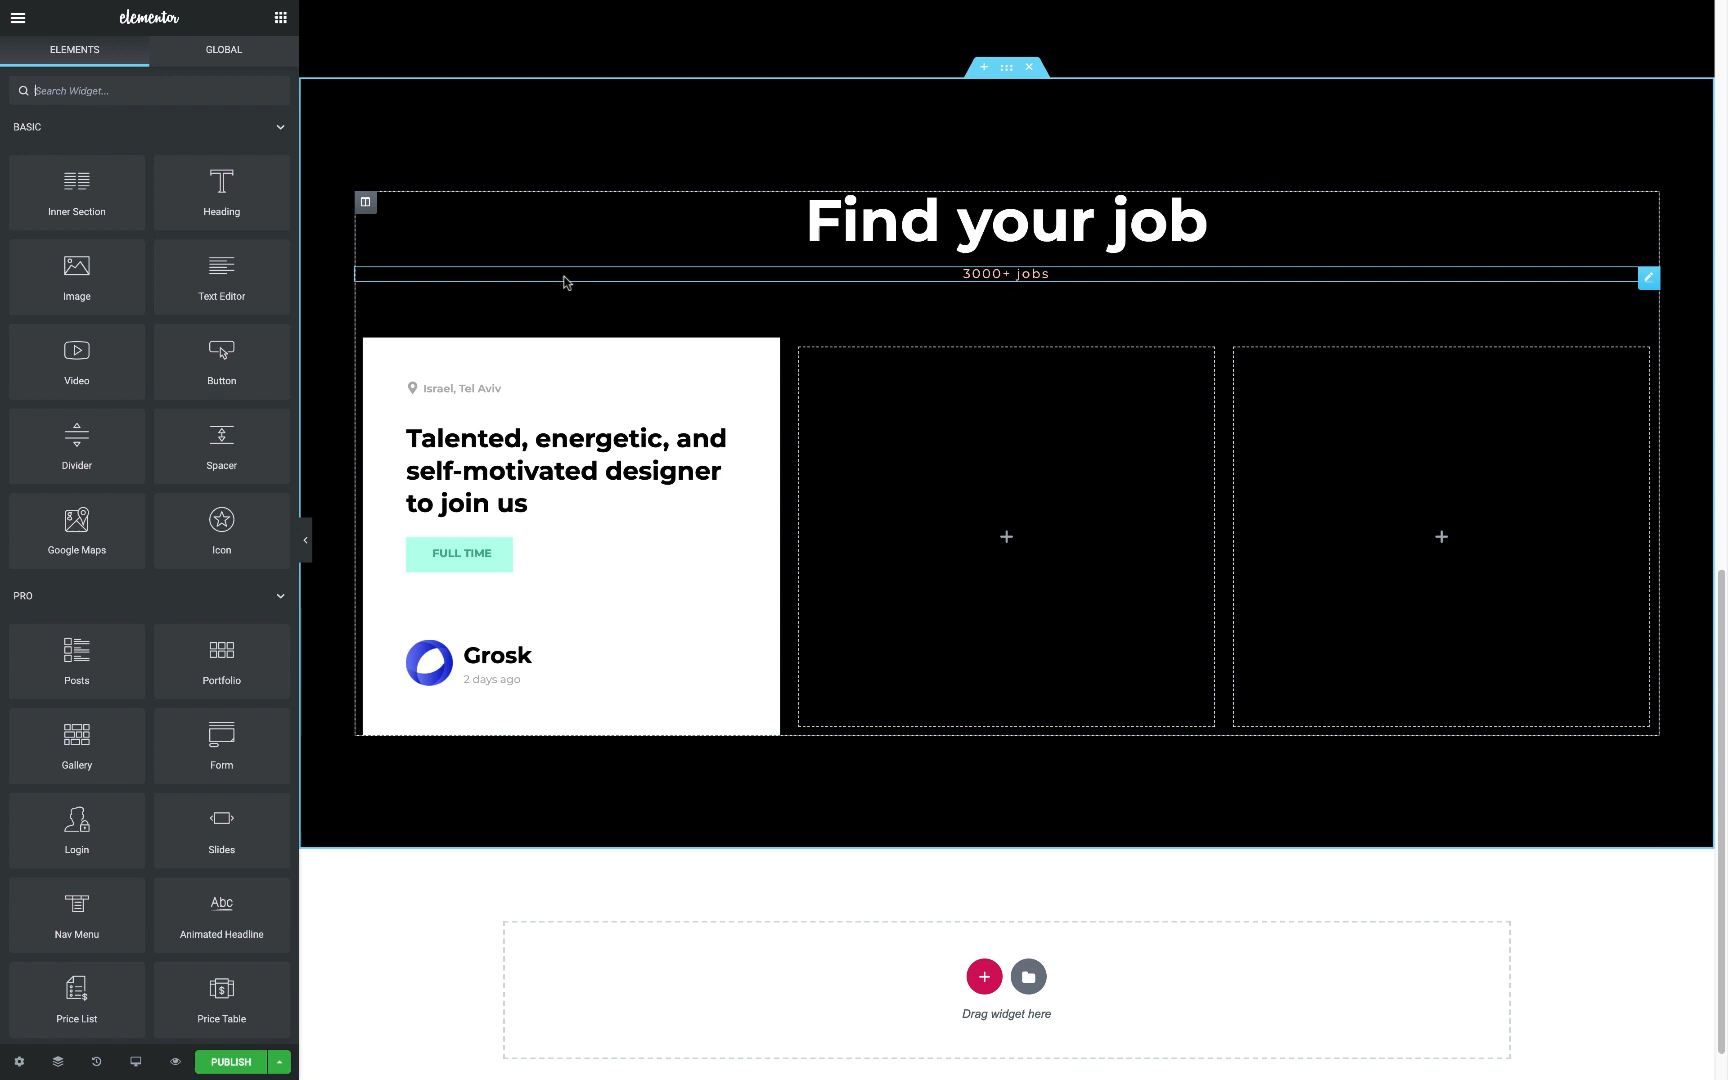 elementor
ELEMENTS
GLOBAL
Search Widget...
BASIC
Inner Section
Heading
Image
Text Editor
Video
Button
Divider
Spacer
Google Maps
Icon
PRO
Posts
Portfolio
Gallery
Form
Login
Slides
Nav Menu
Abc
Animated Headline
Price List
Price Table
PUBLISH
Find your job
3000+ jobs
Israel, Tel Aviv
Talented, energetic, and
self-motivated designer
to join us
FULL TIME
Grosk
2 days ago
Drag widget here